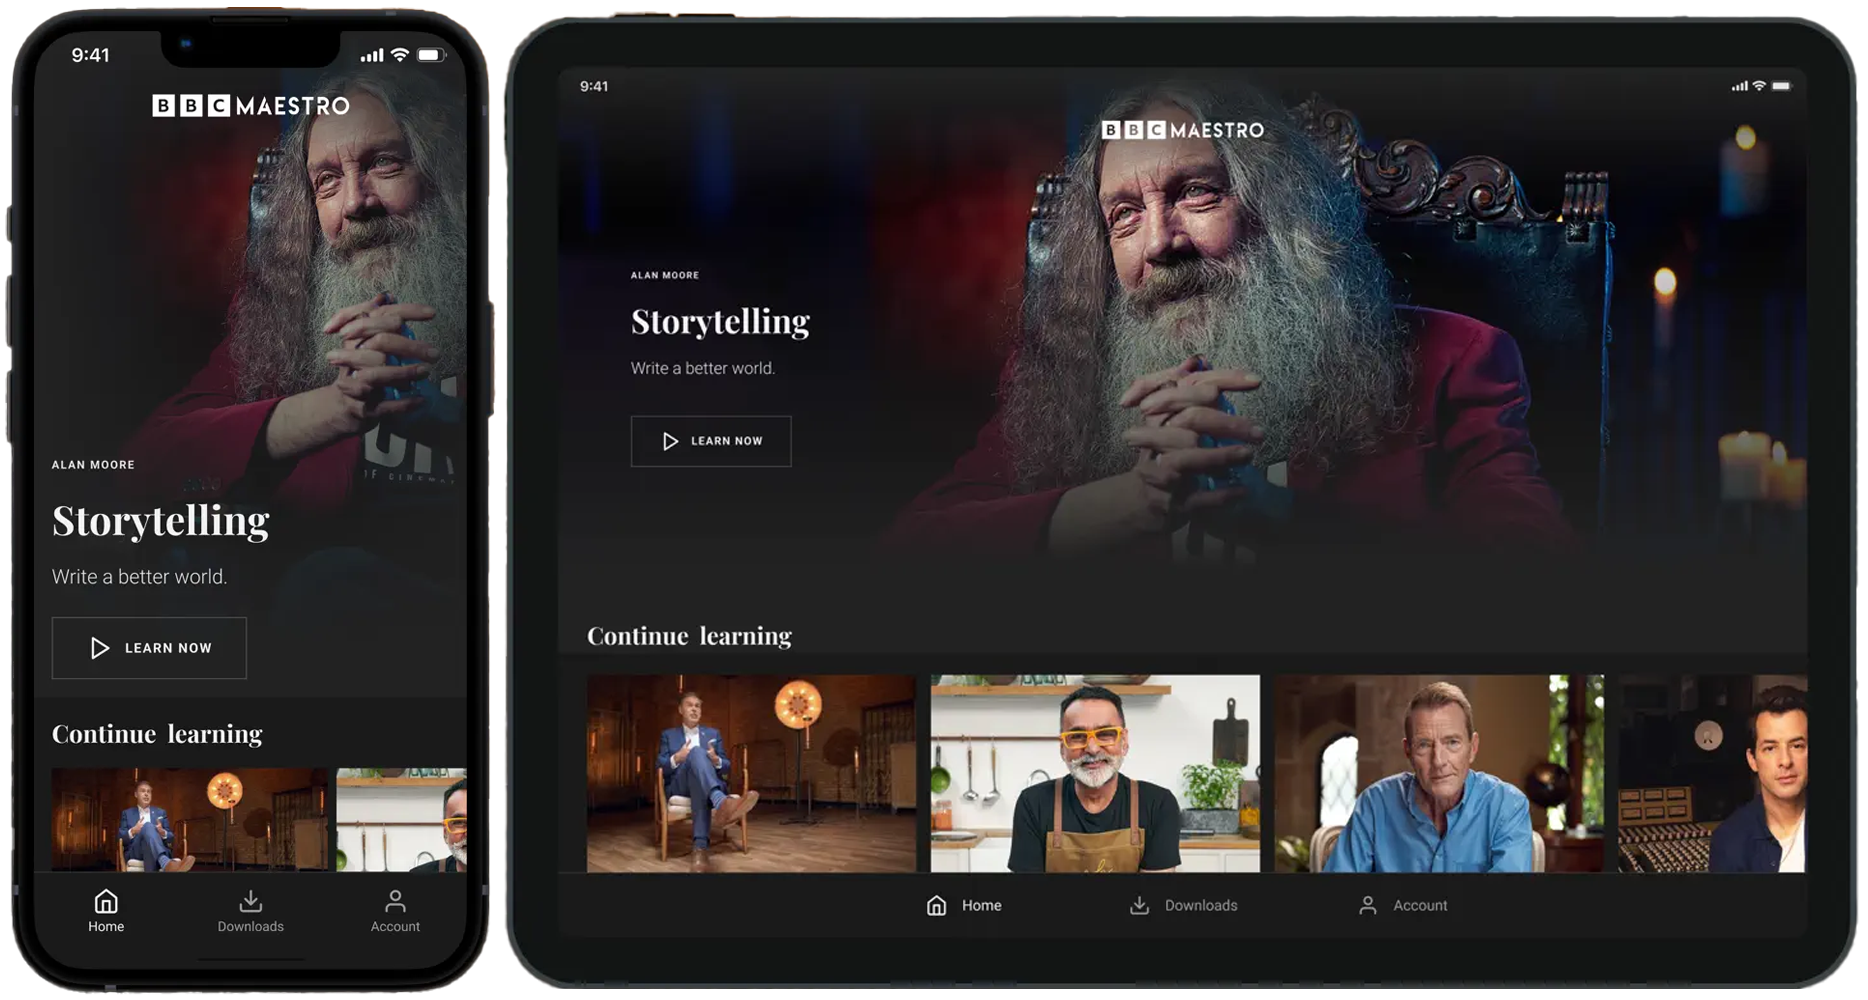 9:41
BBC MAESTRO
ALAN MOORE
Storytelling
Write a better world.
LEARN NOW
Continue learning
Home
Downloads
Account
9:41
BBC MAESTRO
ALAN MOORE
Storytelling
Write a better world.
LEARN NOW
Continue learning
Home
Downloads
Account